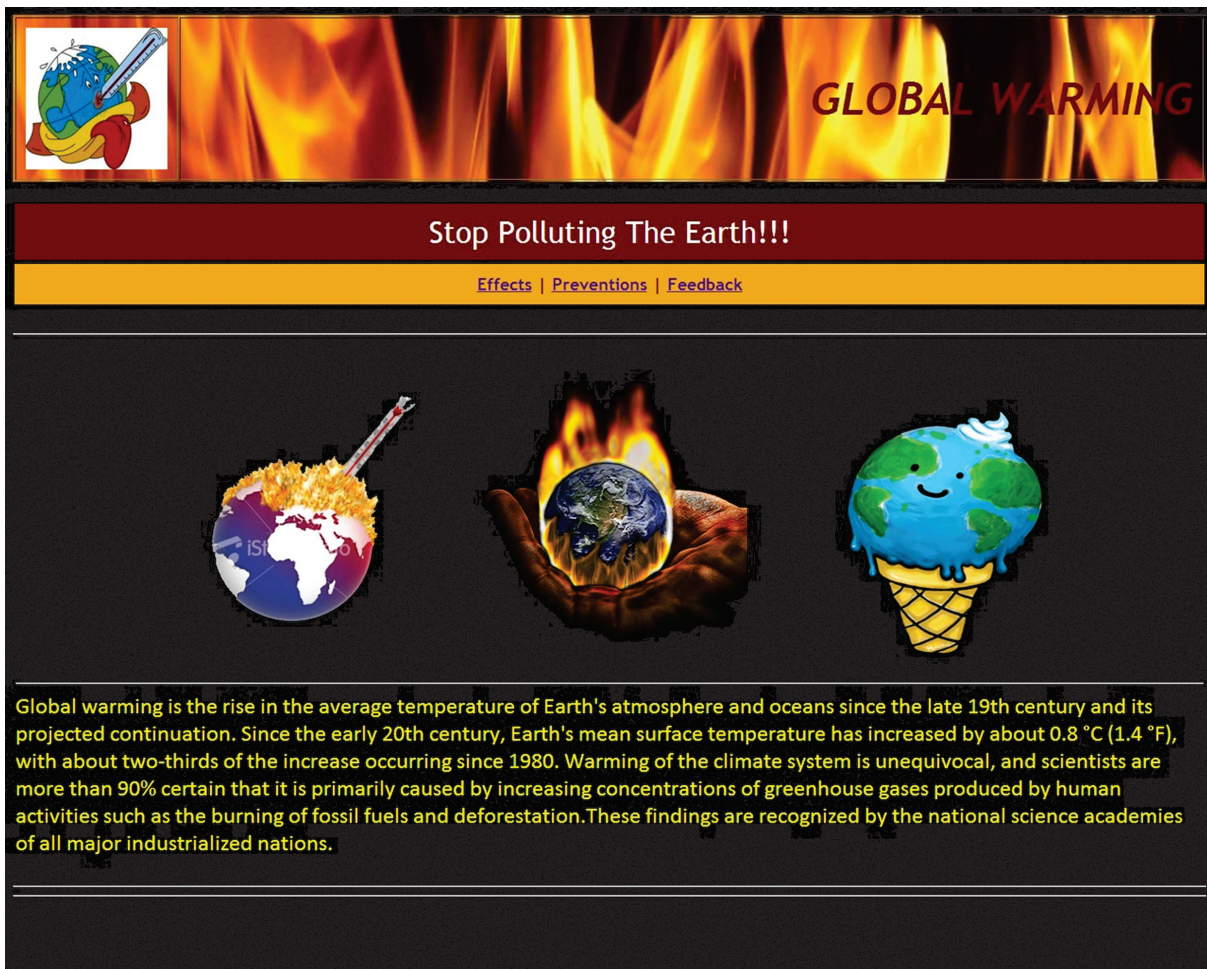 GLOBAL WARMING
Stop Polluting The Earth!!!
Effects | Preventions | Feedback
Global warming is the rise in the average temperature of Earth's atmosphere and oceans since the late 19th century and its
projected continuation. Since the early 20th century, Earth's mean surface temperature has increased by about 0.8 °C (1.4 °F),
with about two-thirds of the increase occurring since 1980. Warming of the climate system is unequivocal, and scientists are
more than 90% certain that it is primarily caused by increasing concentrations of greenhouse gases produced by human
activities such as the burning of fossil fuels and deforestation.These findings are recognized by the national science academies
of all major industrialized nations.